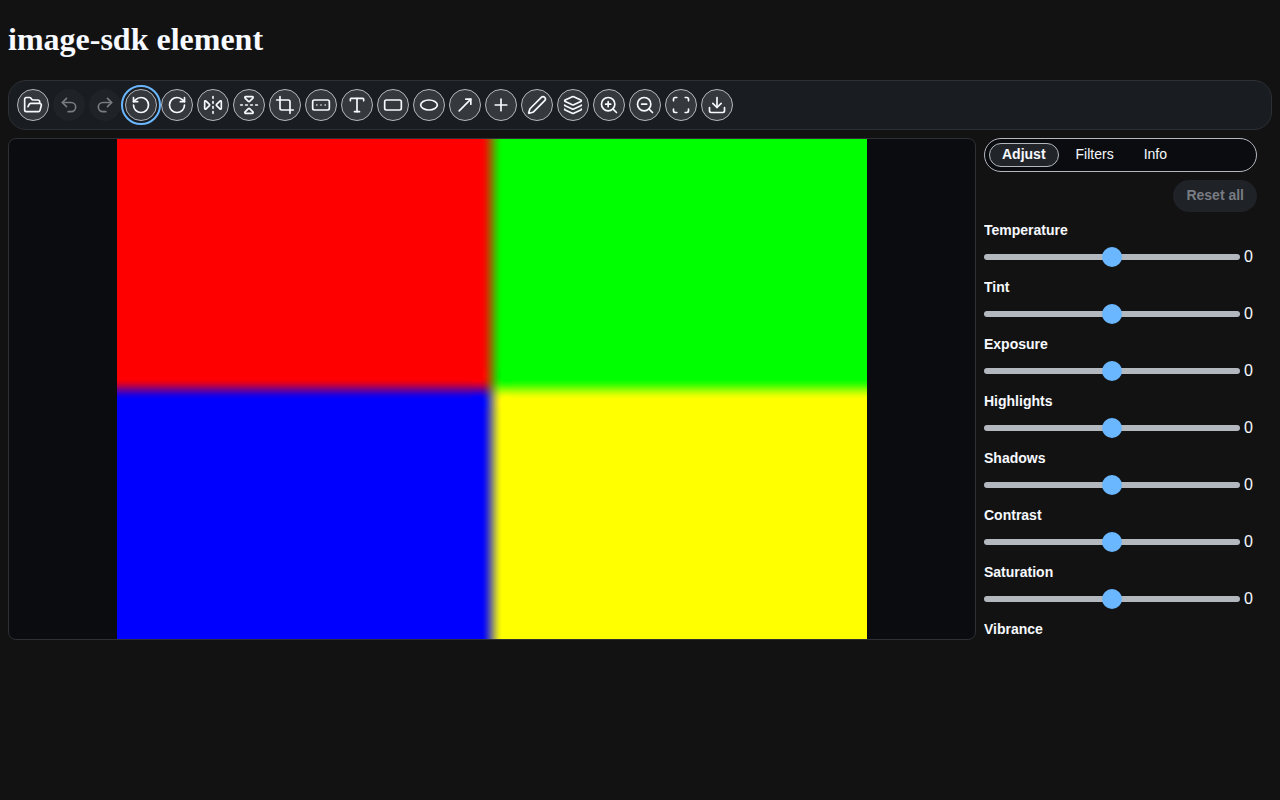 image-sdk element
Adjust Filters Info
Reset all
Temperature
0
Tint
0
Exposure
0
Highlights
0
Shadows
0
Contrast
0
Saturation
0
Vibrance